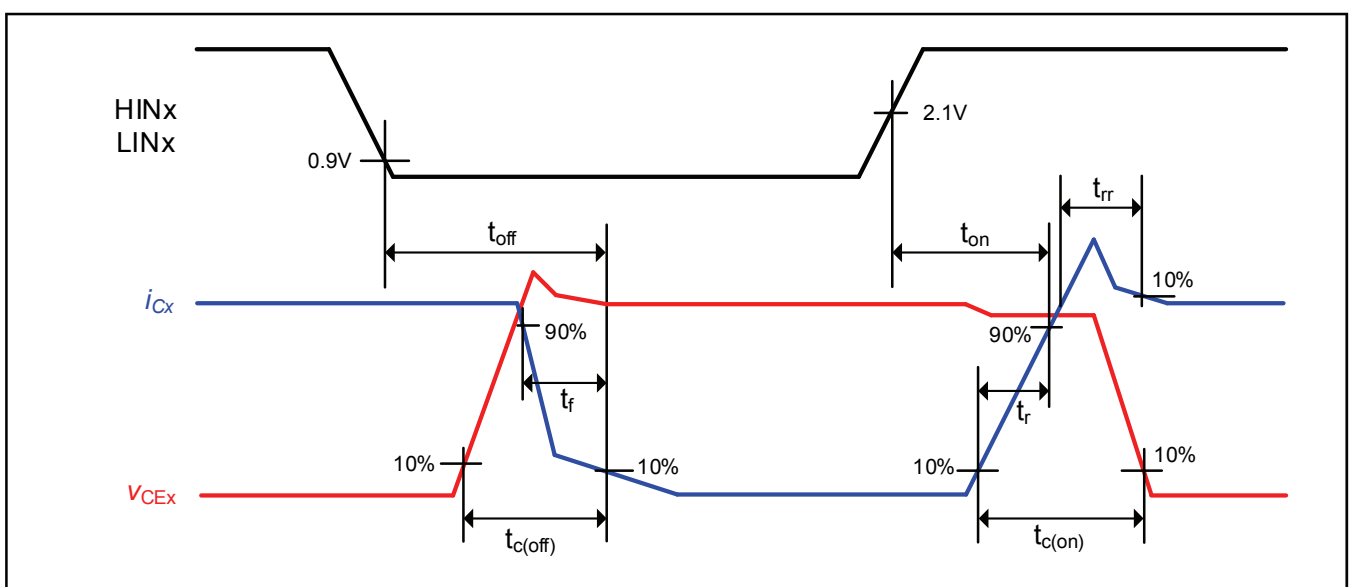 HINx
LINx
0.9V
2.1V
trr
toff
ton
iCx
10%
90%
90%
tf
tr
10%
10%
10%
10%
vCEx
tc(off)
tc(on)